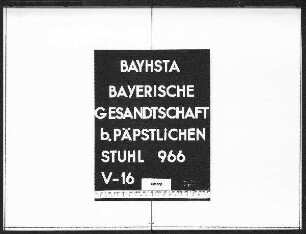 BAYHSTA
BAYERISCHE
GESANDTSCHAFT
b. PÄPSTLICHEN
STUHL 966
V-16